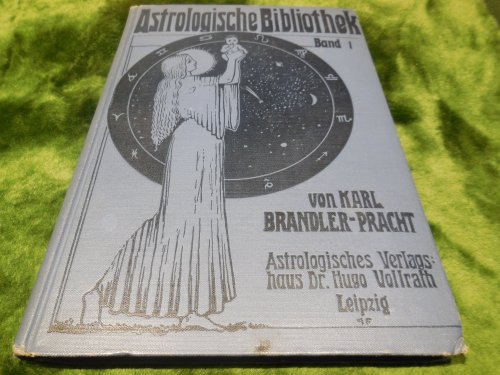 Astrologische Bibliothek
Band 1
von KARL
BRANDLER-PRACHT
Astrologisches Verlags-
haus Dr. Hugo Vollrath
Leipzig